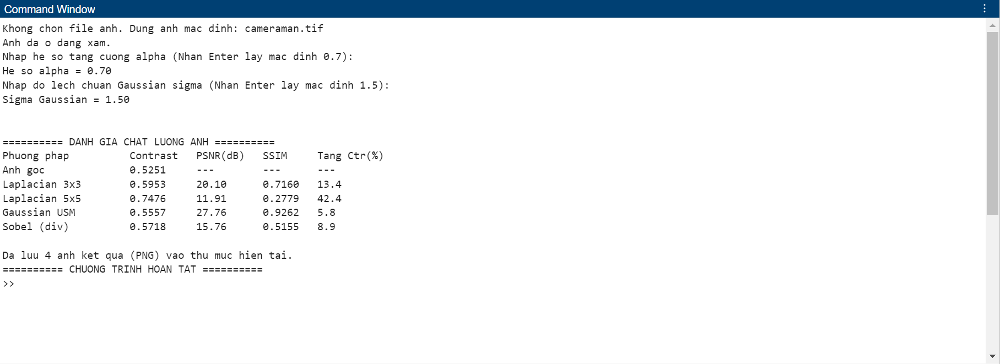 Command Window
Khong chon file anh. Dung anh mac dinh: cameraman.tif
Anh da o dang xam.
Nhap he so tang cuong alpha (Nhan Enter lay mac dinh 0.7):
He so alpha = 0.70
Nhap do lech chuan Gaussian sigma (Nhan Enter lay mac dinh 1.5):
Sigma Gaussian = 1.50
========== DANH GIA CHAT LUONG ANH ==========
Phuong phap Contrast PSNR(dB) SSIM Tang Ctr(%)
Anh goc 0.5251 --- --- ---
Laplacian 3x3 0.5953 20.10 0.7160 13.4
Laplacian 5x5 0.7476 11.91 0.2779 42.4
Gaussian USM 0.5557 27.76 0.9262 5.8
Sobel (div) 0.5718 15.76 0.5155 8.9
Da luu 4 anh ket qua (PNG) vao thu muc hien tai.
========== CHUONG TRINH HOAN TAT ==========
>>